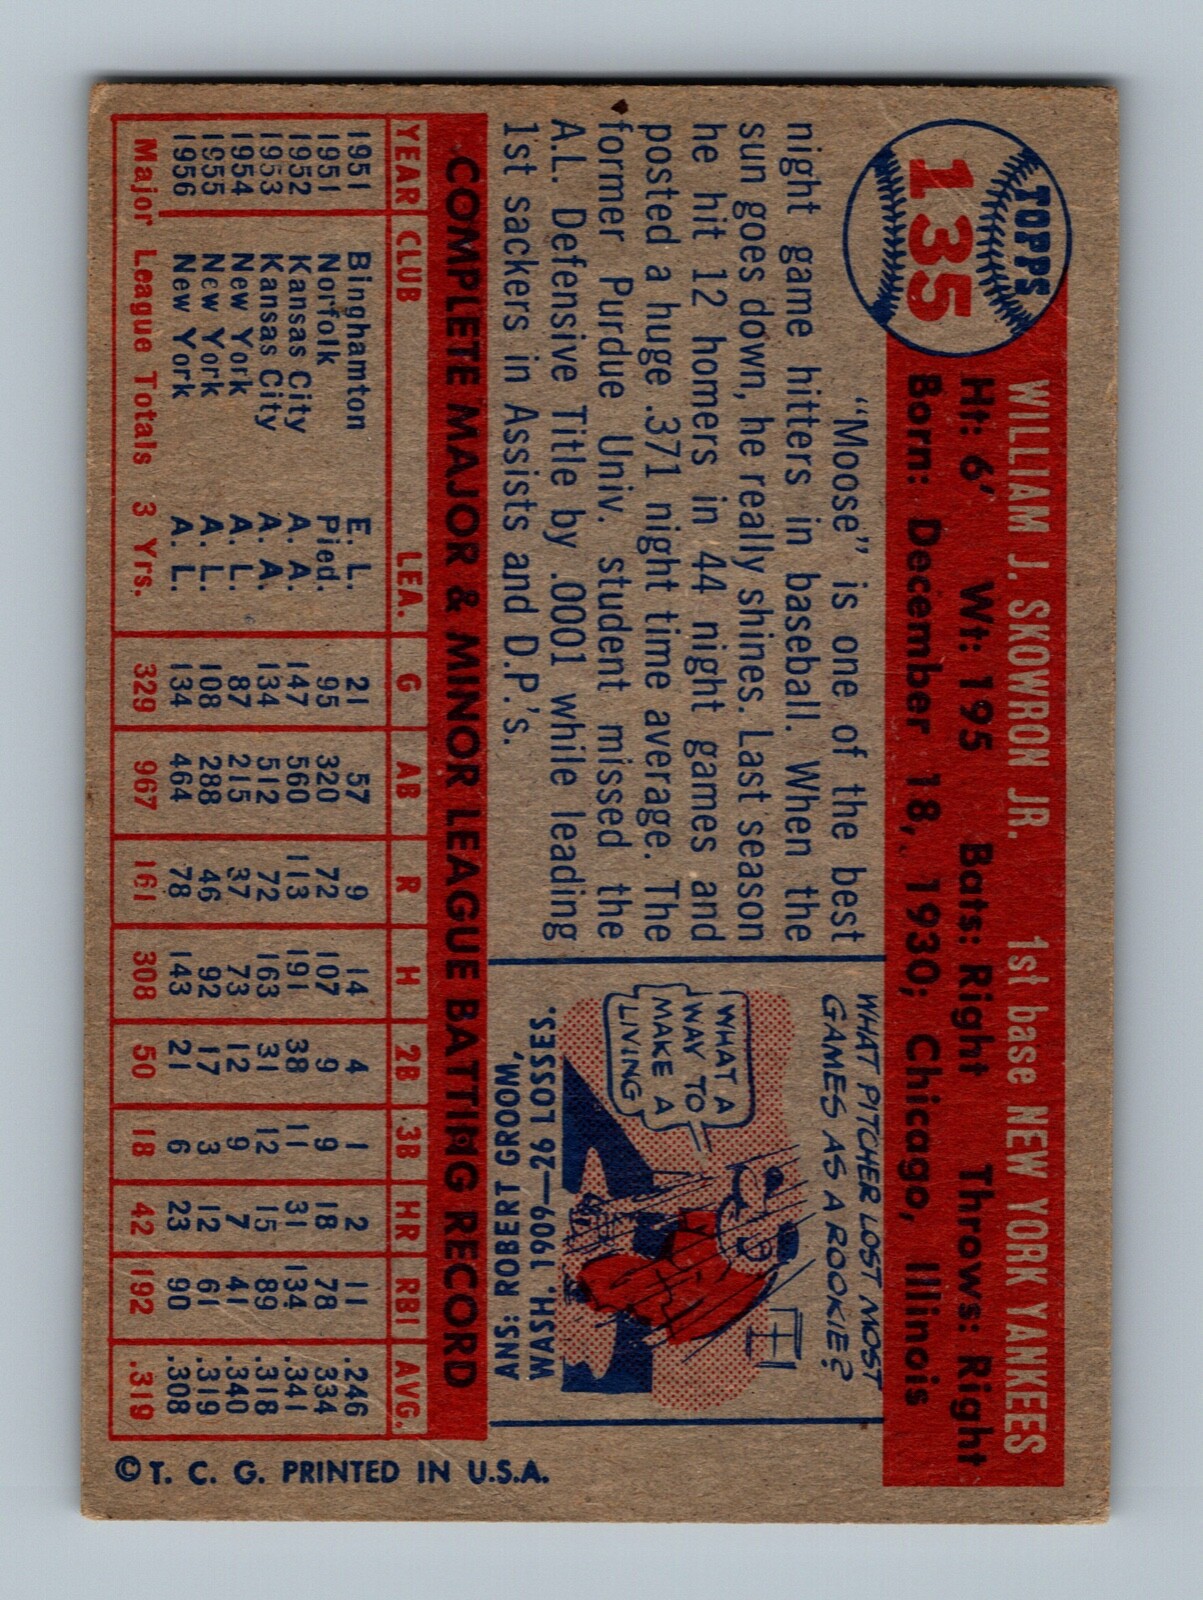 TOPPS
135
WILLIAM J. SKOWRON JR. 1st base NEW YORK YANKEES
Ht: 6' Wt: 195 Bats: Right Throws: Right
Born: December 18, 1930; Chicago, Illinois
"Moose" is one of the best
night game hitters in baseball. When the
sun goes down, he really shines. Last season
he hit 12 homers in 44 night games and
posted a huge .371 night time average. The
former Purdue Univ. student missed the
A.L. Defensive Title by .0001 while leading
1st sackers in Assists and D.P.'s.
WHAT PITCHER LOST MOST
GAMES AS A ROOKIE?
WHAT A
WAY TO
MAKE A
LIVING
ANS: ROBERT GROOM,
WASH. 1909—26 LOSSES.
COMPLETE MAJOR & MINOR LEAGUE BATTING RECORD
YEAR CLUB LEA. G AB R H 2B 3B HR RBI AVG.
1951 Binghamton E. L. 21 57 9 14 4 1 2 11 .246
1951 Norfolk Pied. 95 320 72 107 9 9 18 78 .334
1952 Kansas City A. A. 147 560 113 191 38 11 31 134 .341
1953 Kansas City A. A. 134 512 72 163 31 12 15 89 .318
1954 New York A. L. 87 215 37 73 12 9 7 41 .340
1955 New York A. L. 108 288 46 92 17 3 12 61 .319
1956 New York A. L. 134 464 78 143 21 6 23 90 .308
Major League Totals 3 Yrs. 329 967 161 308 50 18 42 192 .319
© T. C. G. PRINTED IN U.S.A.